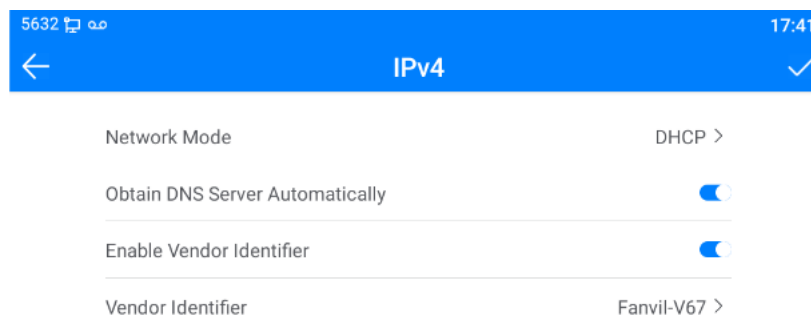 5632 17:41
IPv4
Network Mode DHCP >
Obtain DNS Server Automatically
Enable Vendor Identifier
Vendor Identifier Fanvil-V67 >